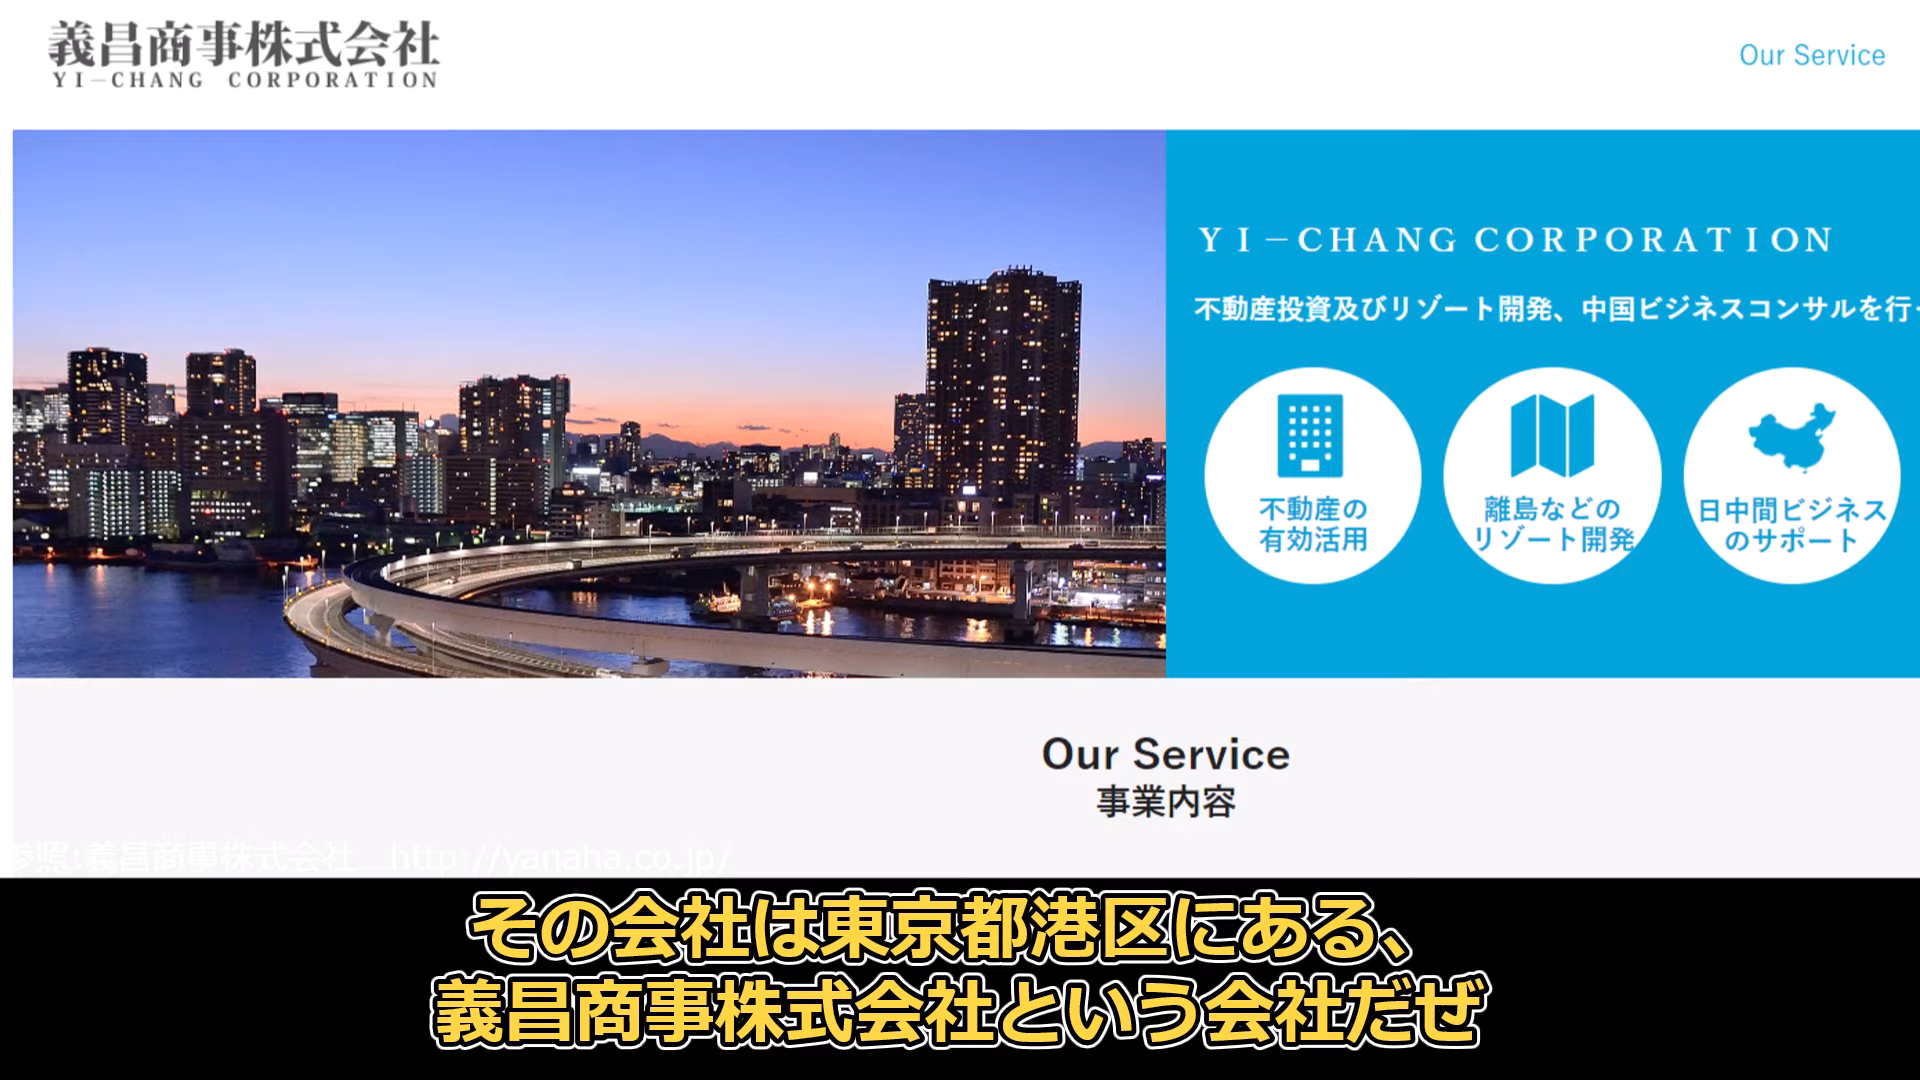 義昌商事株式会社
YI－CHANG CORPORATION
Our Service
YI－CHANG CORPORATION
不動産投資及びリゾート開発、中国ビジネスコンサルを行
不動産の
有効活用
離島などの
リゾート開発
日中間ビジネス
のサポート
Our Service
事業内容
参照:義昌商事株式会社 http://yanaha.co.jp/
その会社は東京都港区にある、
義昌商事株式会社という会社だぜ